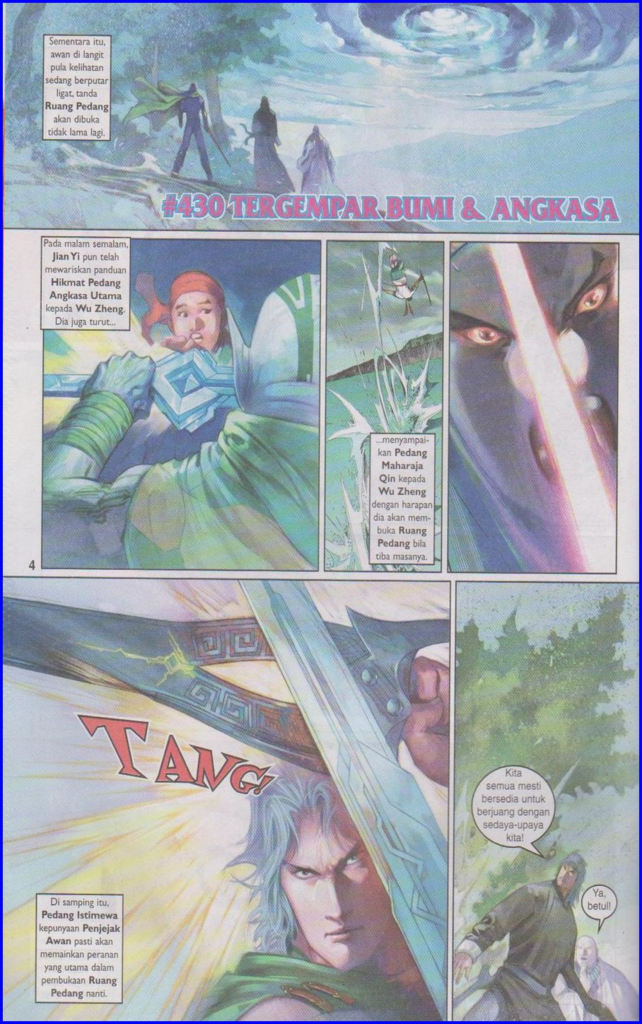 Sementara itu,
awan di langit
pula kelihatan
sedang berputar
ligat, tanda
Ruang Pedang
akan dibuka
tidak lama lagi.
#430 TERGEMPAR BUMI & ANGKASA
Pada malam semalam,
Jian Yi pun telah
mewariskan panduan
Hikmat Pedang
Angkasa Utama
kepada Wu Zheng.
Dia juga turut...
...menyampai-
kan Pedang
Maharaja
Qin kepada
Wu Zheng
dengan harapan
dia akan mem-
buka Ruang
Pedang bila
tiba masanya.
4
TANG!
Di samping itu,
Pedang Istimewa
kepunyaan Penjejak
Awan pasti akan
memainkan peranan
yang utama dalam
pembukaan Ruang
Pedang nanti.
Kita
semua mesti
bersedia untuk
berjuang dengan
sedaya-upaya
kita!
Ya,
betul!